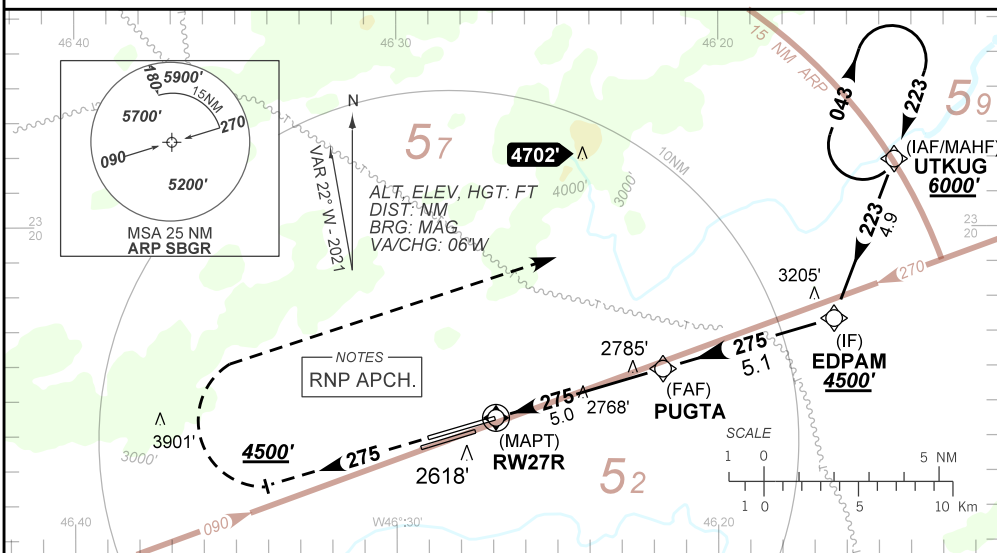 46 40
46 30
46 20
180
5900'
15NM
5700'
270
090
5200'
MSA 25 NM
ARP SBGR
N
VAR 22° W - 2021
5 7
ALT, ELEV, HGT: FT
DIST: NM
BRG: MAG
VA/CHG: 06'W
4702'
4000'
3000'
10NM
15 NM ARP
043
223
5 9
(IAF/MAHF)
UTKUG
6000'
23
20
23
20
223
4.9
270
3205'
NOTES
RNP APCH.
2785'
275
5.1
(IF)
EDPAM
4500'
(FAF)
PUGTA
275
5.0
2768'
3901'
3000'
4500'
275
(MAPT)
RW27R
2618'
5 2
SCALE
1 0 5 NM
1 0 5 10 Km
090
46 40
W46°30'
46 20